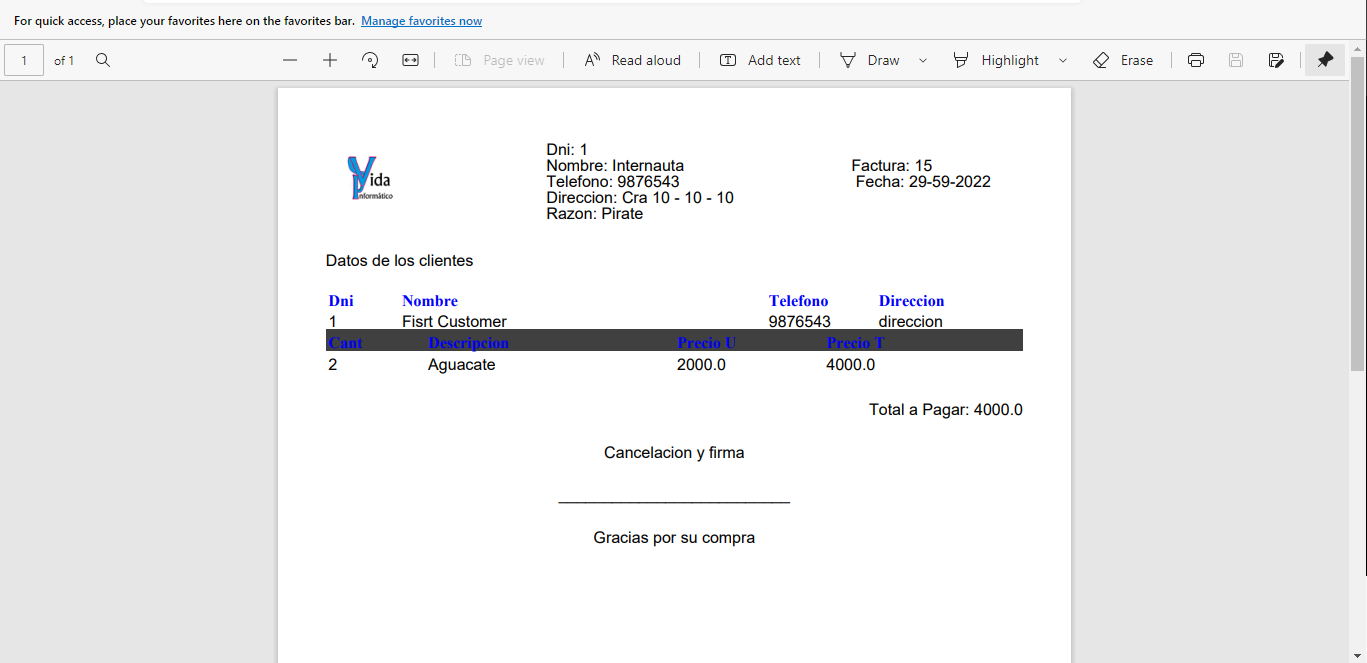 For quick access, place your favorites here on the favorites bar. Manage favorites now
1 of 1 Page view Read aloud Add text Draw Highlight Erase
Dni: 1
Nombre: Internauta
Telefono: 9876543
Direccion: Cra 10 - 10 - 10
Razon: Pirate
Factura: 15
Fecha: 29-59-2022
Yida
Informático
Datos de los clientes
Dni Nombre Telefono Direccion
1 Fisrt Customer 9876543 direccion
Cant Descripcion Precio U Precio T
2 Aguacate 2000.0 4000.0
Total a Pagar: 4000.0
Cancelacion y firma
Gracias por su compra